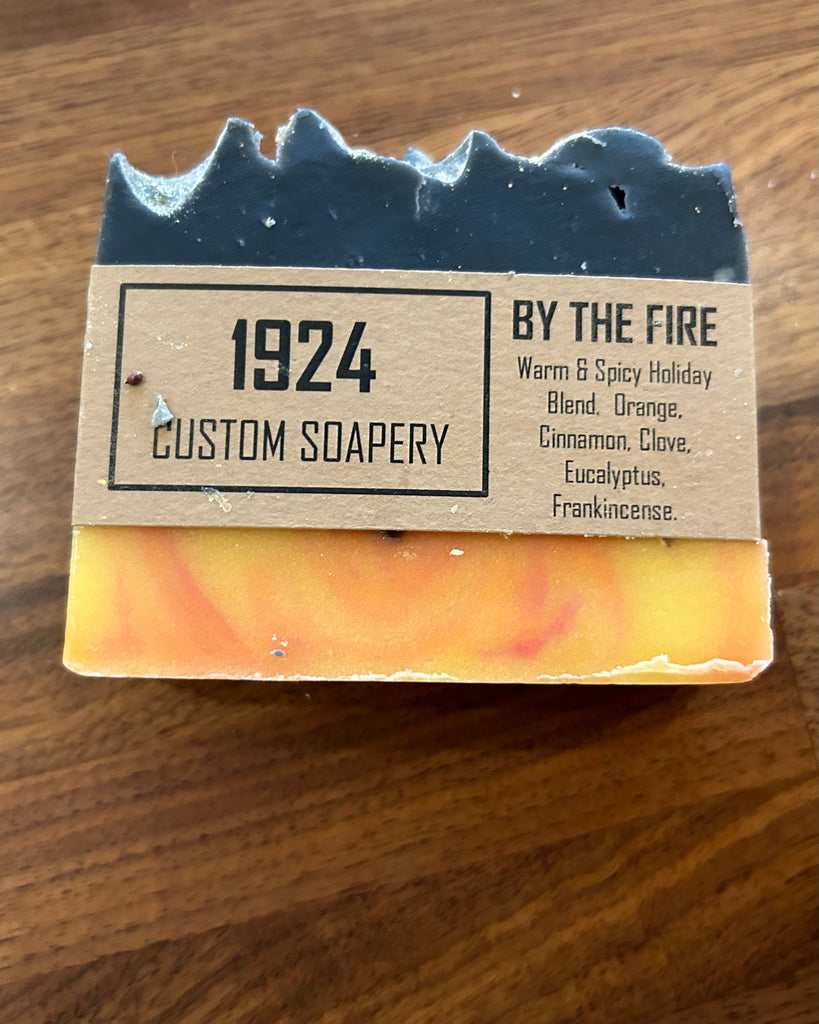 1924
CUSTOM SOAPERY
BY THE FIRE
Warm & Spicy Holiday
Blend. Orange,
Cinnamon, Clove,
Eucalyptus,
Frankincense.